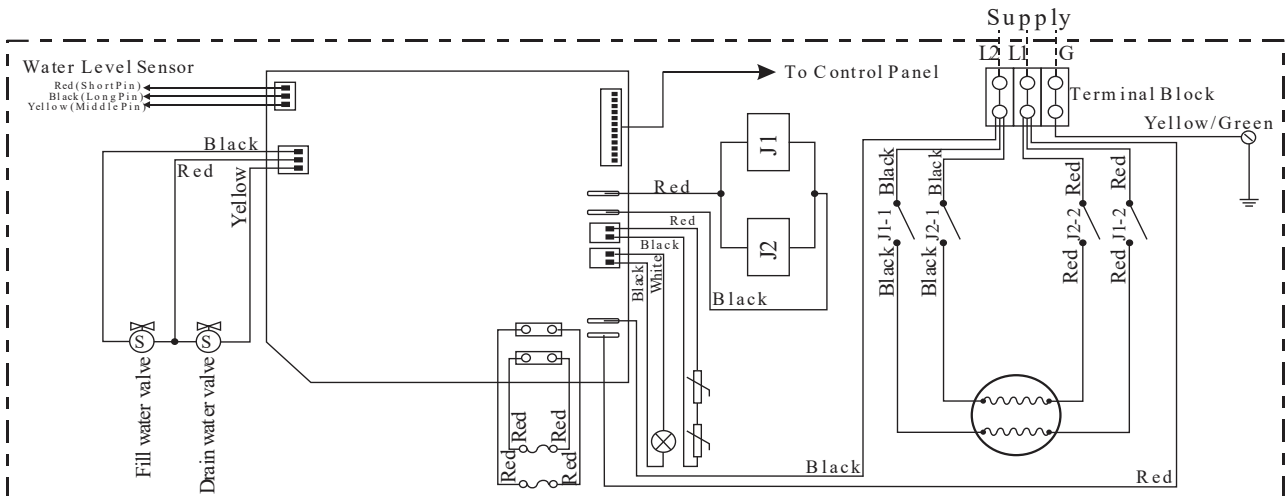 Supply
L2 L1 G
Water Level Sensor
Red(ShortPin)
Black(LongPin)
Yellow(MiddlePin)
To Control Panel
Terminal Block
Yellow/Green
Black
Red
Yellow
J1
J2
Red
Red
Black
Black
White
Black
Black
Black
Red
Red
J1-1
J2-1
J2-2
J1-2
Black
Black
Red
Red
S
S
Fill water valve
Drain water valve
Red
Red
Red
Red
Black
Red